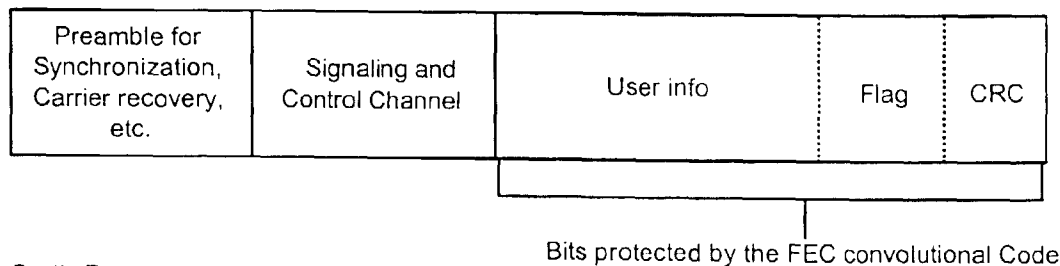 Preamble for
Synchronization,
Carrier recovery,
etc.
Signaling and
Control Channel
User info
Flag
CRC
Bits protected by the FEC convolutional Code